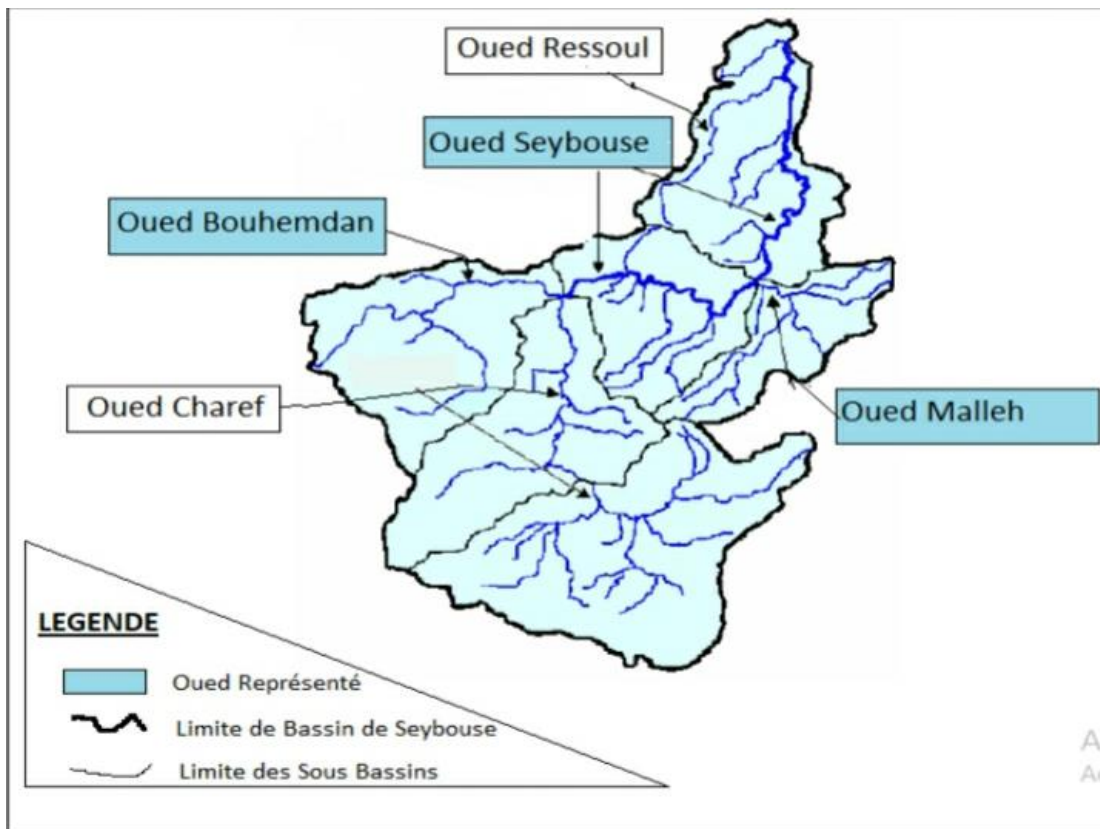 Oued Ressoul
Oued Seybouse
Oued Bouhemdan
Oued Charef
Oued Malleh
LEGENDE
Oued Représenté
Limite de Bassin de Seybouse
Limite des Sous Bassins